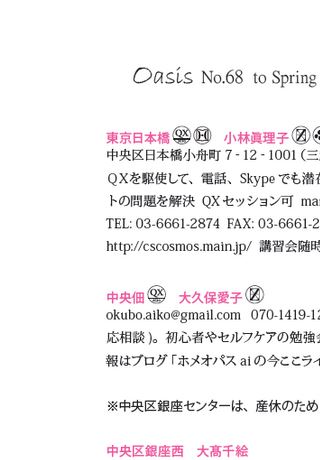 Oasis No.68 to Spring
東京日本橋 QX H 小林眞理子 Z
中央区日本橋小舟町 7 - 12 - 1001 (三
QXを駆使して、電話、Skype でも潜在
トの問題を解決 QX セッション可 ma
TEL: 03-6661-2874 FAX: 03-6661-2
http://cscosmos.main.jp/ 講習会随時
中央佃 QX 大久保愛子 Z
okubo.aiko@gmail.com 070-1419-12
応相談)。初心者やセルフケアの勉強会
報はブログ「ホメオパス ai の今ここライ
※中央区銀座センターは、産休のため
中央区銀座西 大髙千絵